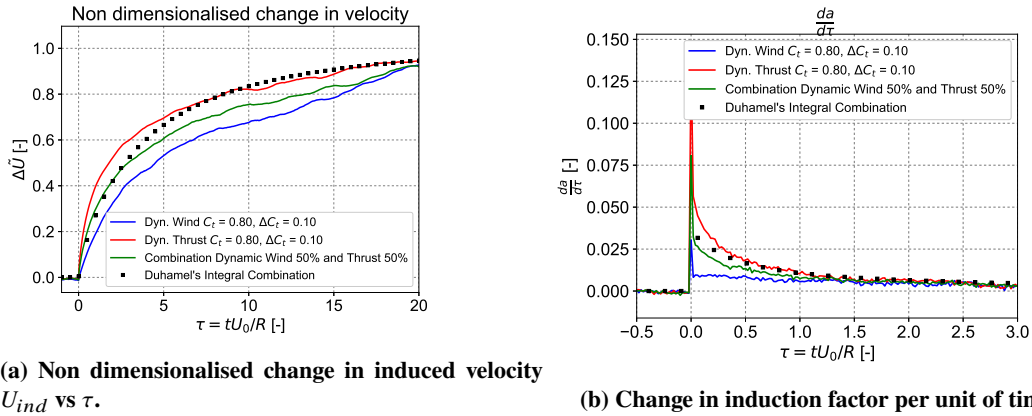 Non dimensionalised change in velocity
1.0
0.8
0.6
0.4
0.2
0.0
ΔŨ [-]
Dyn. Wind Cₜ = 0.80, ΔCₜ = 0.10
Dyn. Thrust Cₜ = 0.80, ΔCₜ = 0.10
Combination Dynamic Wind 50% and Thrust 50%
Duhamel's Integral Combination
0 5 10 15 20
τ = tU₀/R [-]
(a) Non dimensionalised change in induced velocity
U_ind vs τ.
da/dτ
0.150
0.125
0.100
0.075
0.050
0.025
0.000
da/dτ [-]
Dyn. Wind Cₜ = 0.80, ΔCₜ = 0.10
Dyn. Thrust Cₜ = 0.80, ΔCₜ = 0.10
Combination Dynamic Wind 50% and Thrust 50%
Duhamel's Integral Combination
−0.5 0.0 0.5 1.0 1.5 2.0 2.5 3.0
τ = tU₀/R [-]
(b) Change in induction factor per unit of tim